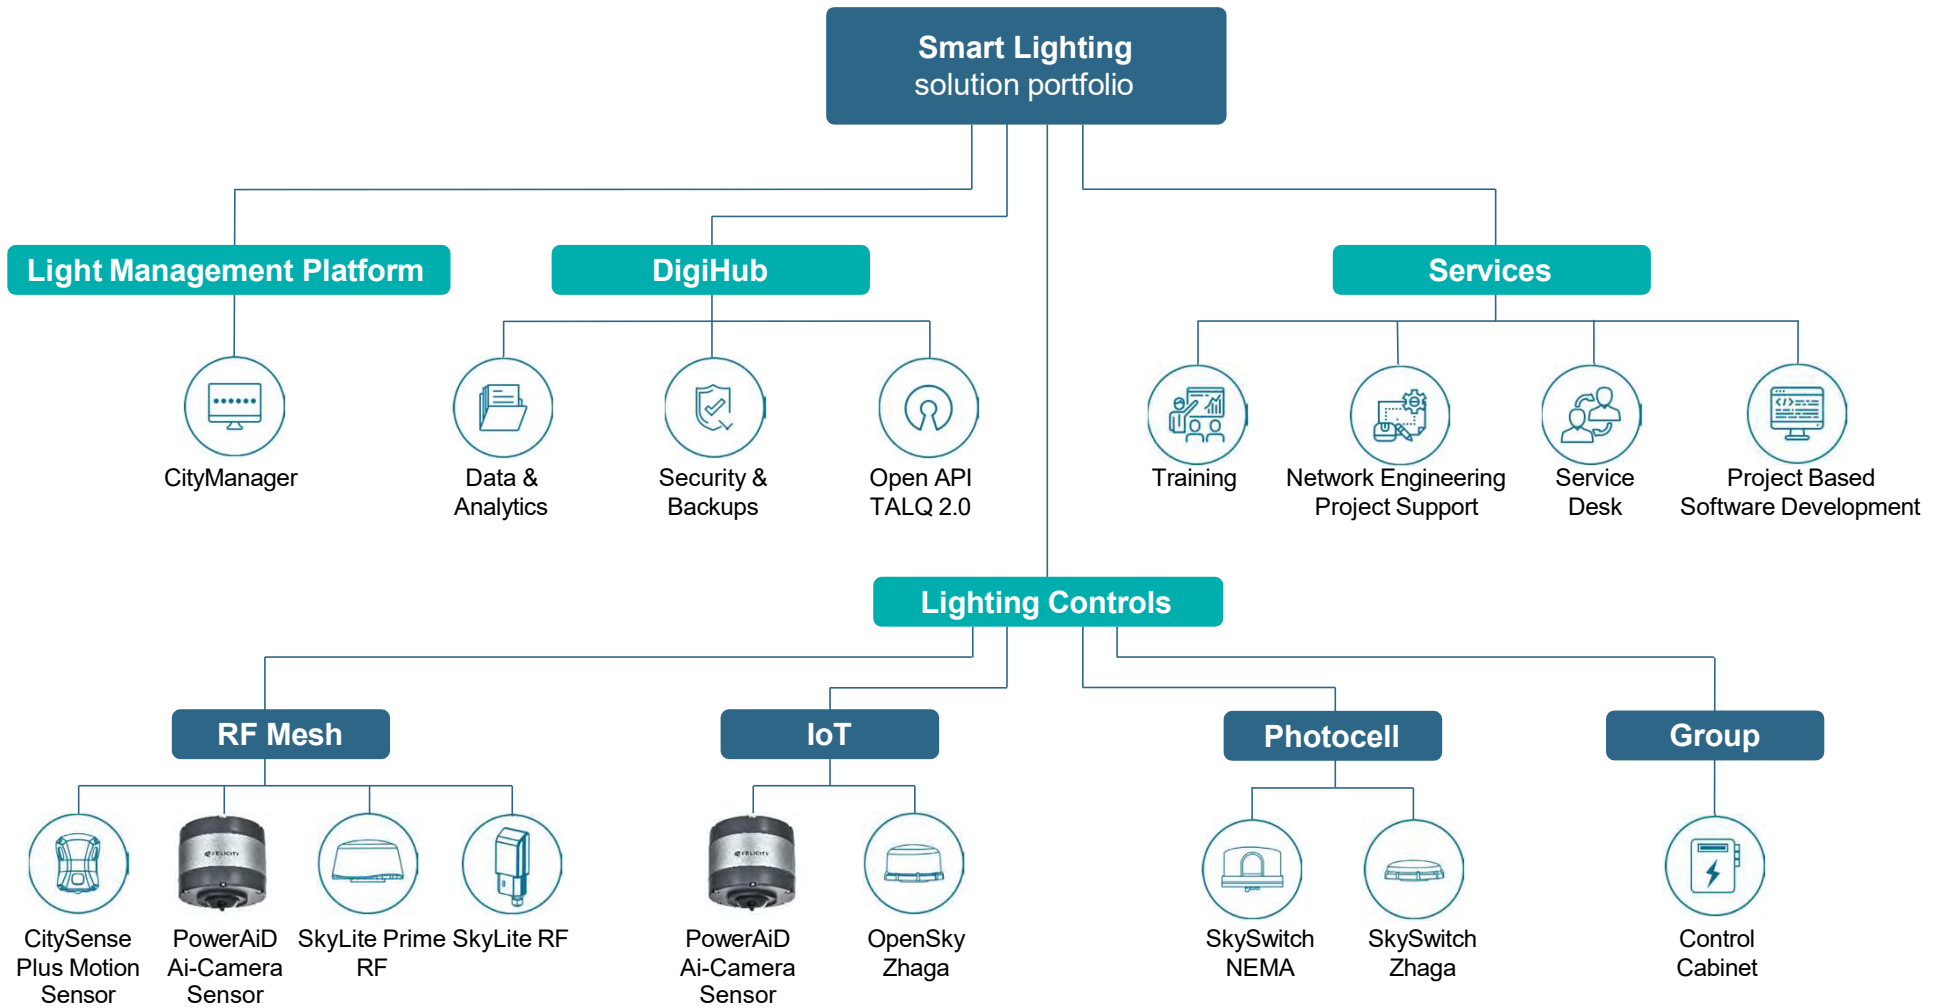 Smart Lighting
solution portfolio
Light Management Platform
DigiHub
Services
CityManager
Data &
Analytics
Security &
Backups
Open API
TALQ 2.0
Training
Network Engineering
Project Support
Service
Desk
Project Based
Software Development
Lighting Controls
RF Mesh
IoT
Photocell
Group
FELICITY
FELICITY
CitySense
Plus Motion
Sensor
PowerAiD
Ai-Camera
Sensor
SkyLite Prime
RF
SkyLite RF
PowerAiD
Ai-Camera
Sensor
OpenSky
Zhaga
SkySwitch
NEMA
SkySwitch
Zhaga
Control
Cabinet